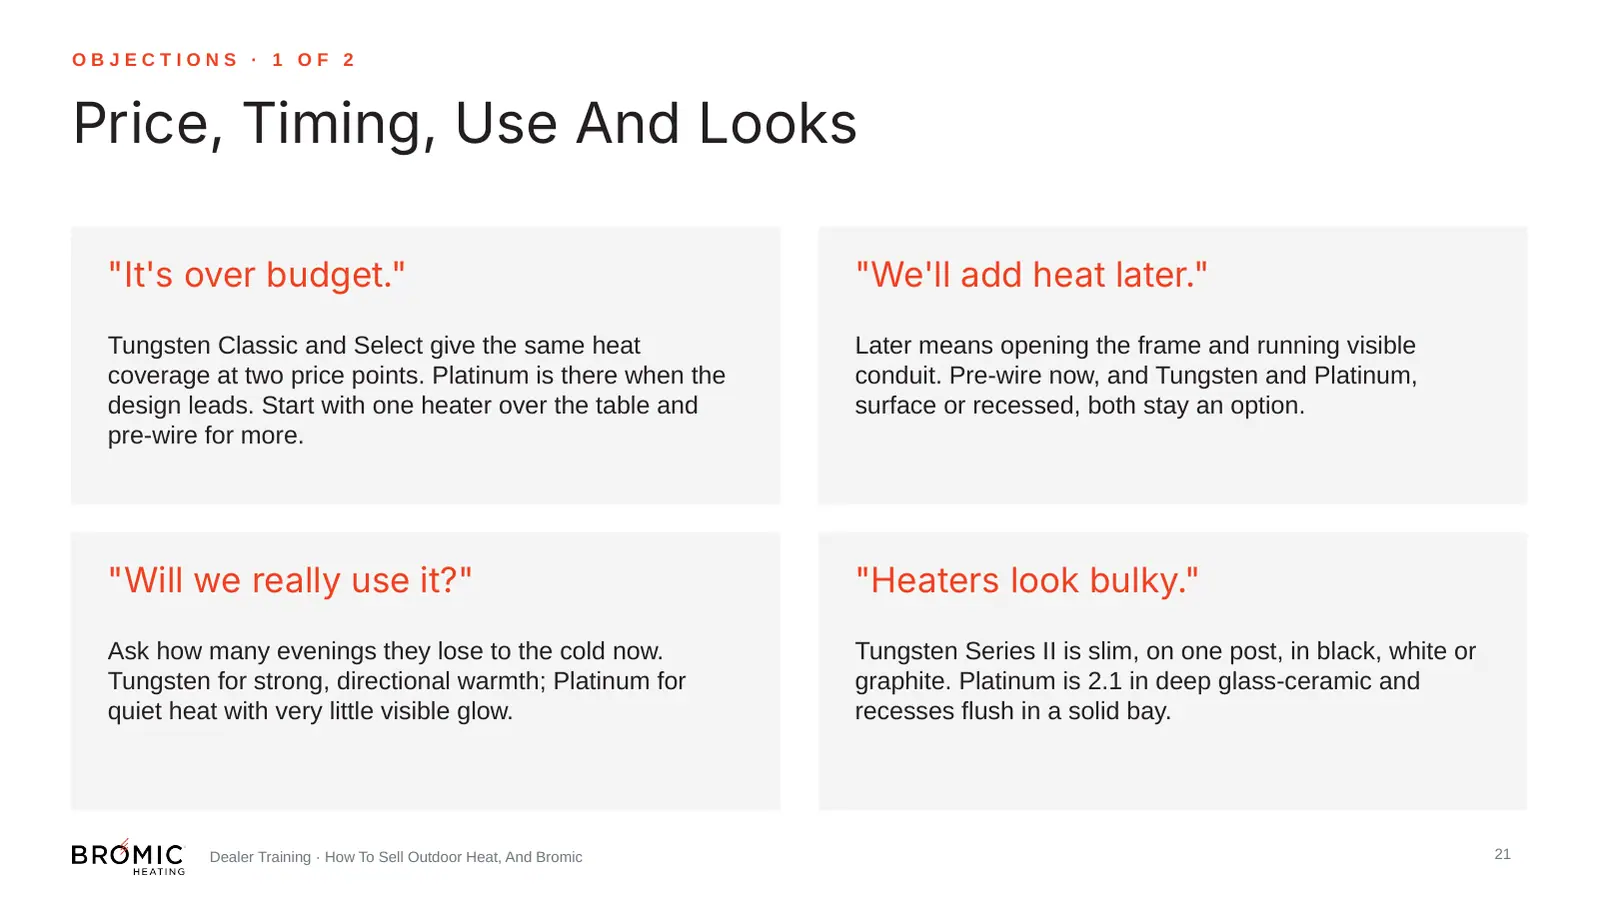 OBJECTIONS · 1 OF 2
Price, Timing, Use And Looks
"It's over budget."
Tungsten Classic and Select give the same heat
coverage at two price points. Platinum is there when the
design leads. Start with one heater over the table and
pre-wire for more.
"We'll add heat later."
Later means opening the frame and running visible
conduit. Pre-wire now, and Tungsten and Platinum,
surface or recessed, both stay an option.
"Will we really use it?"
Ask how many evenings they lose to the cold now.
Tungsten for strong, directional warmth; Platinum for
quiet heat with very little visible glow.
"Heaters look bulky."
Tungsten Series II is slim, on one post, in black, white or
graphite. Platinum is 2.1 in deep glass-ceramic and
recesses flush in a solid bay.
BROMIC
HEATING
Dealer Training · How To Sell Outdoor Heat, And Bromic
21